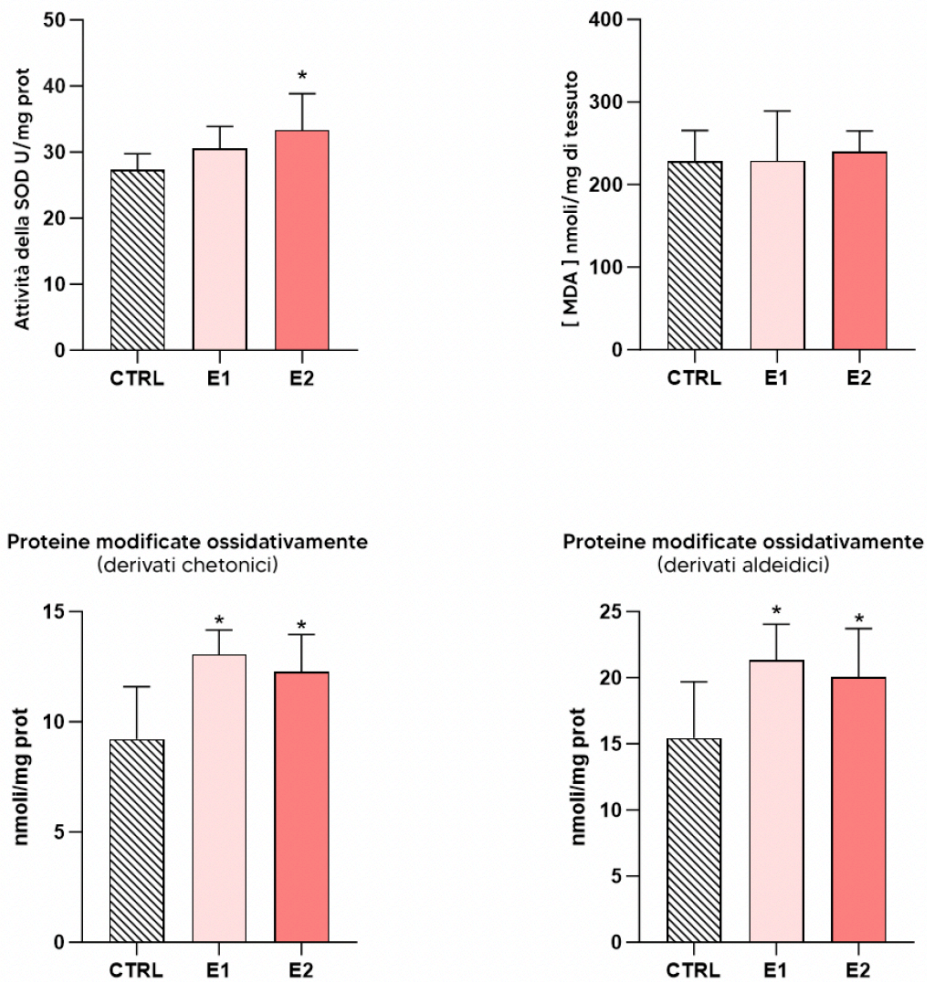 Attività della SOD U/mg prot
50
40
30
20
10
0
*
CTRL E1 E2
[ MDA ] nmoli/mg di tessuto
400
300
200
100
0
CTRL E1 E2
Proteine modificate ossidativamente
(derivati chetonici)
nmoli/mg prot
15
10
5
0
* *
CTRL E1 E2
Proteine modificate ossidativamente
(derivati aldeidici)
nmoli/mg prot
25
20
15
10
5
0
* *
CTRL E1 E2